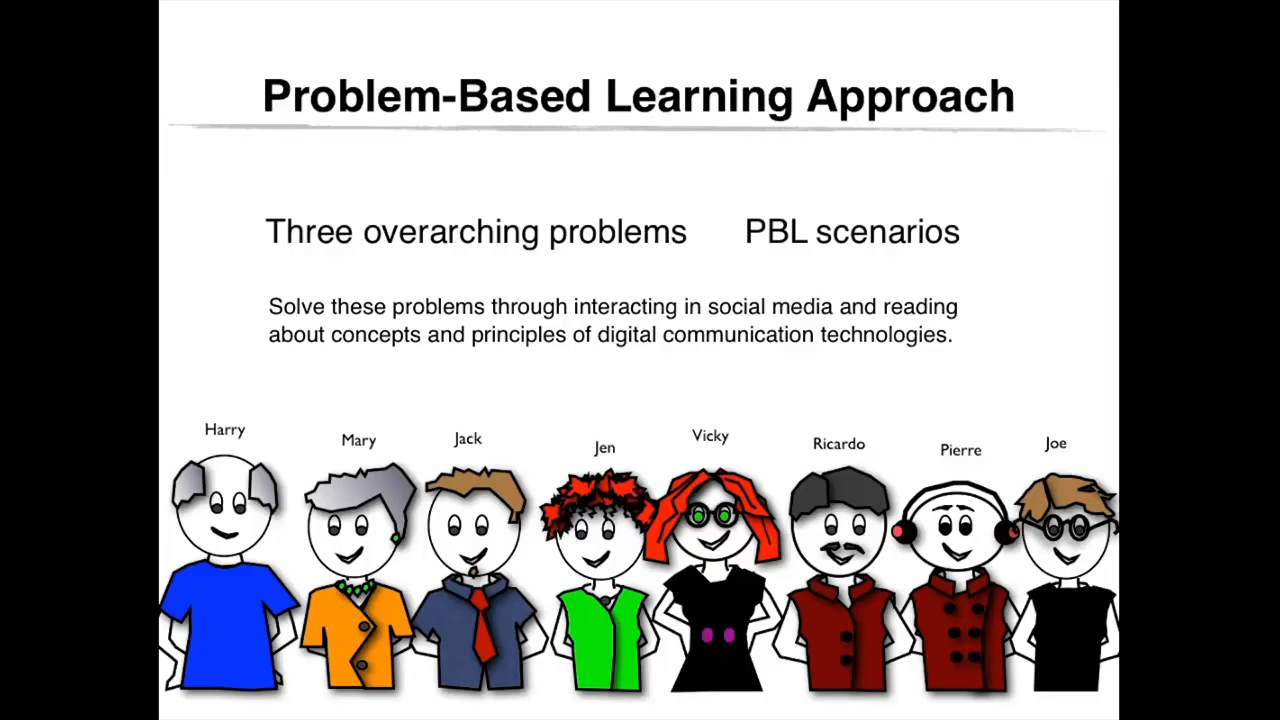 Problem-Based Learning Approach
Three overarching problems PBL scenarios
Solve these problems through interacting in social media and reading
about concepts and principles of digital communication technologies.
Harry Mary Jack Jen Vicky Ricardo Pierre Joe